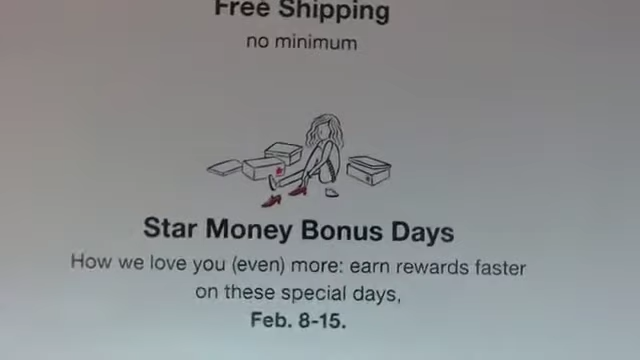 Free Shipping
no minimum
Star Money Bonus Days
How we love you (even) more: earn rewards faster
on these special days,
Feb. 8-15.